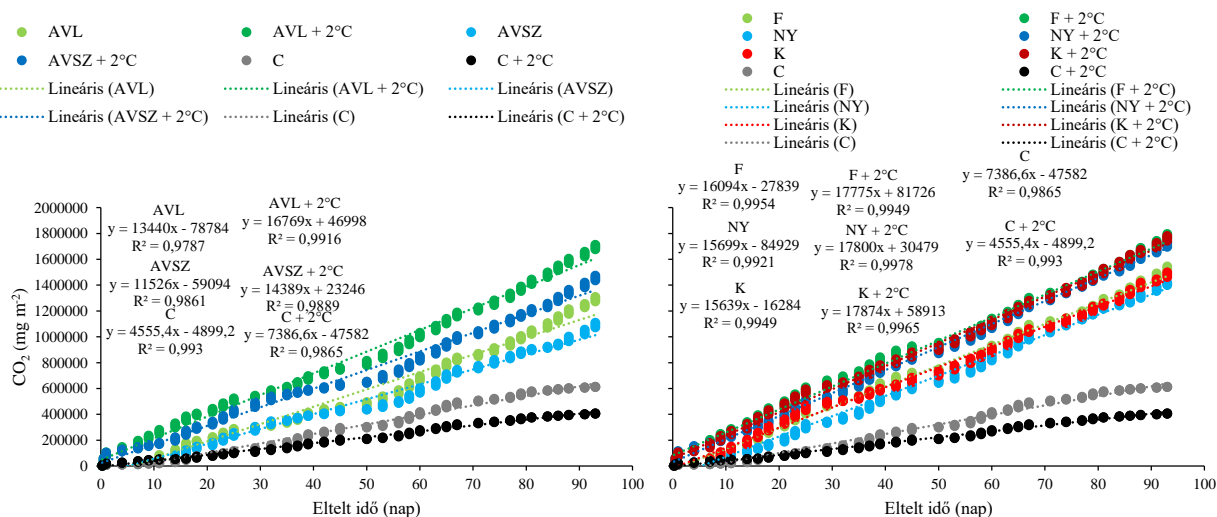 AVL
AVL + 2°C
AVSZ
AVSZ + 2°C
C
C + 2°C
Lineáris (AVL)
Lineáris (AVL + 2°C)
Lineáris (AVSZ)
Lineáris (AVSZ + 2°C)
Lineáris (C)
Lineáris (C + 2°C)
CO₂ (mg m⁻²)
2000000
1800000
1600000
1400000
1200000
1000000
800000
600000
400000
200000
0
AVL
y = 13440x - 78784
R² = 0,9787
AVL + 2°C
y = 16769x + 46998
R² = 0,9916
AVSZ
y = 11526x - 59094
R² = 0,9861
AVSZ + 2°C
y = 14389x + 23246
R² = 0,9889
C
y = 4555,4x - 4899,2
R² = 0,993
C + 2°C
y = 7386,6x - 47582
R² = 0,9865
0 10 20 30 40 50 60 70 80 90 100
Eltelt idő (nap)
F
F + 2°C
NY
NY + 2°C
K
K + 2°C
C
C + 2°C
Lineáris (F)
Lineáris (F + 2°C)
Lineáris (NY)
Lineáris (NY + 2°C)
Lineáris (K)
Lineáris (K + 2°C)
Lineáris (C)
Lineáris (C + 2°C)
F
y = 16094x - 27839
R² = 0,9954
F + 2°C
y = 17775x + 81726
R² = 0,9949
C
y = 7386,6x - 47582
R² = 0,9865
NY
y = 15699x - 84929
R² = 0,9921
NY + 2°C
y = 17800x + 30479
R² = 0,9978
C + 2°C
y = 4555,4x - 4899,2
R² = 0,993
K
y = 15639x - 16284
R² = 0,9949
K + 2°C
y = 17874x + 58913
R² = 0,9965
0 10 20 30 40 50 60 70 80 90 100
Eltelt idő (nap)